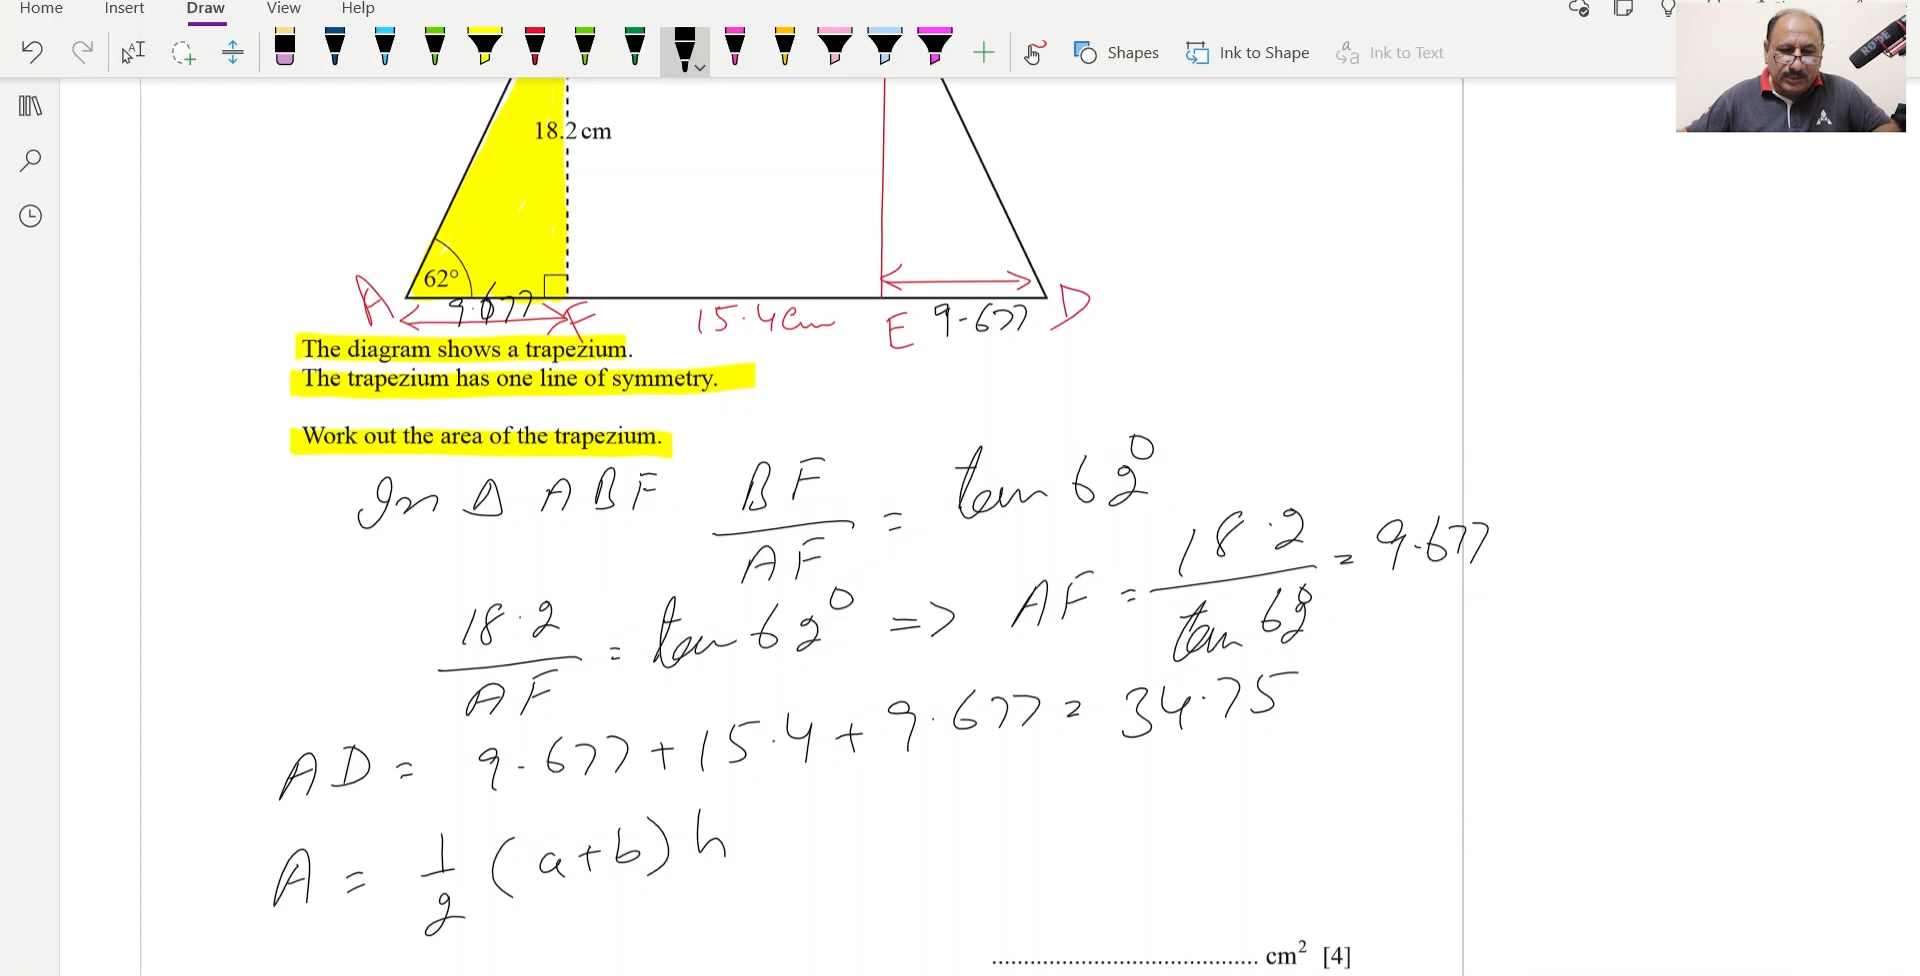 Home Insert Draw View Help
Shapes Ink to Shape Ink to Text
RØDE
18.2 cm
62°
A 9.677 F 15.4cm E 9.677 D
The diagram shows a trapezium.
The trapezium has one line of symmetry.
Work out the area of the trapezium.
In Δ ABF BF/AF = tan 62°
18.2/AF = tan 62° => AF = 18.2/tan 62° = 9.677
AD = 9.677 + 15.4 + 9.677 = 34.75
A = 1/2 (a+b) h
.......................................... cm² [4]